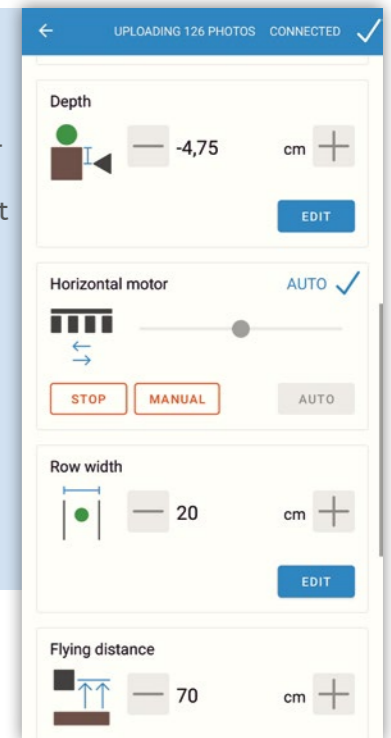 UPLOADING 126 PHOTOS CONNECTED
Depth
-4,75 cm
EDIT
Horizontal motor AUTO
STOP MANUAL AUTO
Row width
20 cm
EDIT
Flying distance
70 cm